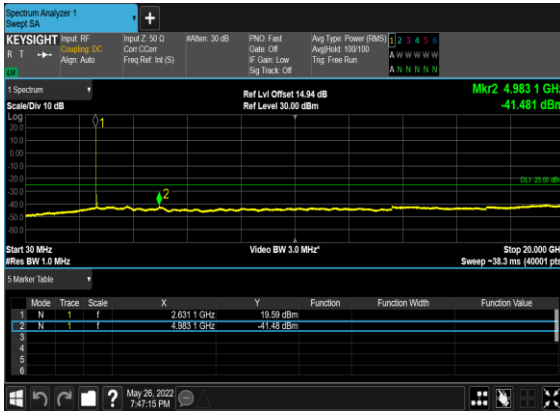 Spectrum Analyzer 1
Swept SA
+
KEYSIGHT
R T
Input: RF
Coupling: DC
Align: Auto
Input Z: 50 Ω
Corr CCorr
Freq Ref: Int (S)
#Atten: 30 dB
PNO: Fast
Gate: Off
IF Gain: Low
Sig Track: Off
Avg Type: Power (RMS)
Avg|Hold: 100/100
Trig: Free Run
1 2 3 4 5 6
A W W W W W
A N N N N N
1 Spectrum
Scale/Div 10 dB
Ref Lvl Offset 14.94 dB
Ref Level 30.00 dBm
Mkr2 4.983 1 GHz
-41.481 dBm
Log
20.0
10.0
0.00
-10.0
-20.0
-30.0
-40.0
-50.0
-60.0
1
2
DL1 -25.00 dBm
Start 30 MHz
#Res BW 1.0 MHz
Video BW 3.0 MHz*
Stop 20.000 GHz
Sweep ~38.3 ms (40001 pts)
5 Marker Table
Mode Trace Scale X Y Function Function Width Function Value
1 N 1 f 2.631 1 GHz 19.59 dBm
2 N 1 f 4.983 1 GHz -41.48 dBm
3
4
5
6
?
May 26, 2022
7:47:15 PM